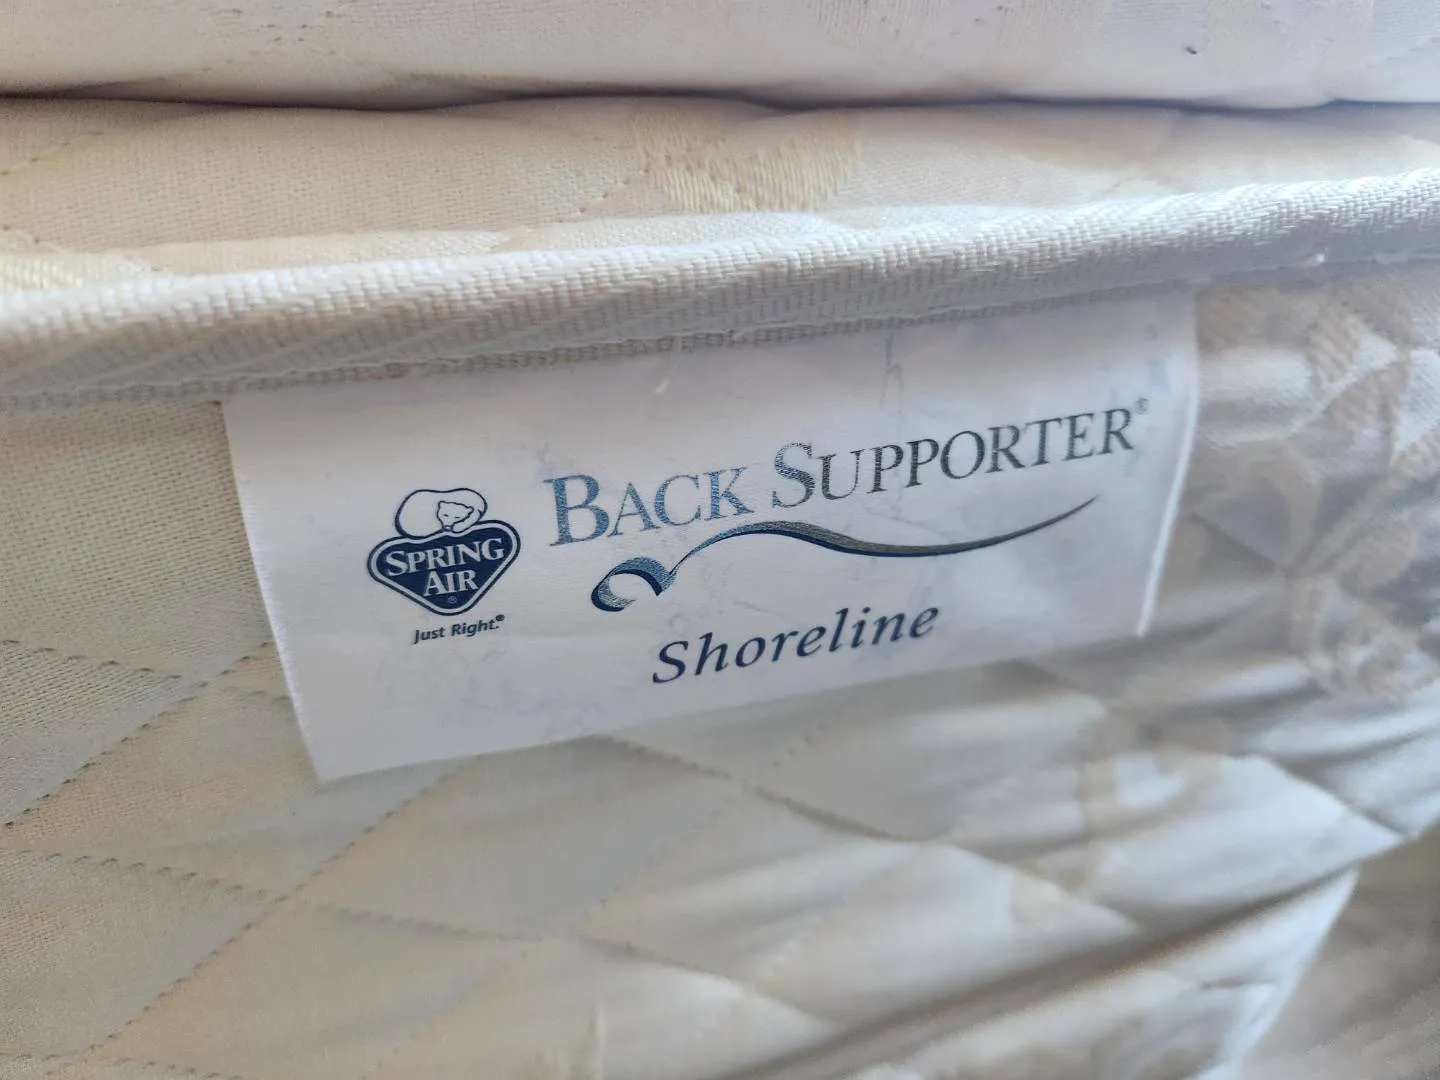 SPRING
AIR®
Just Right.®
BACK SUPPORTER®
Shoreline